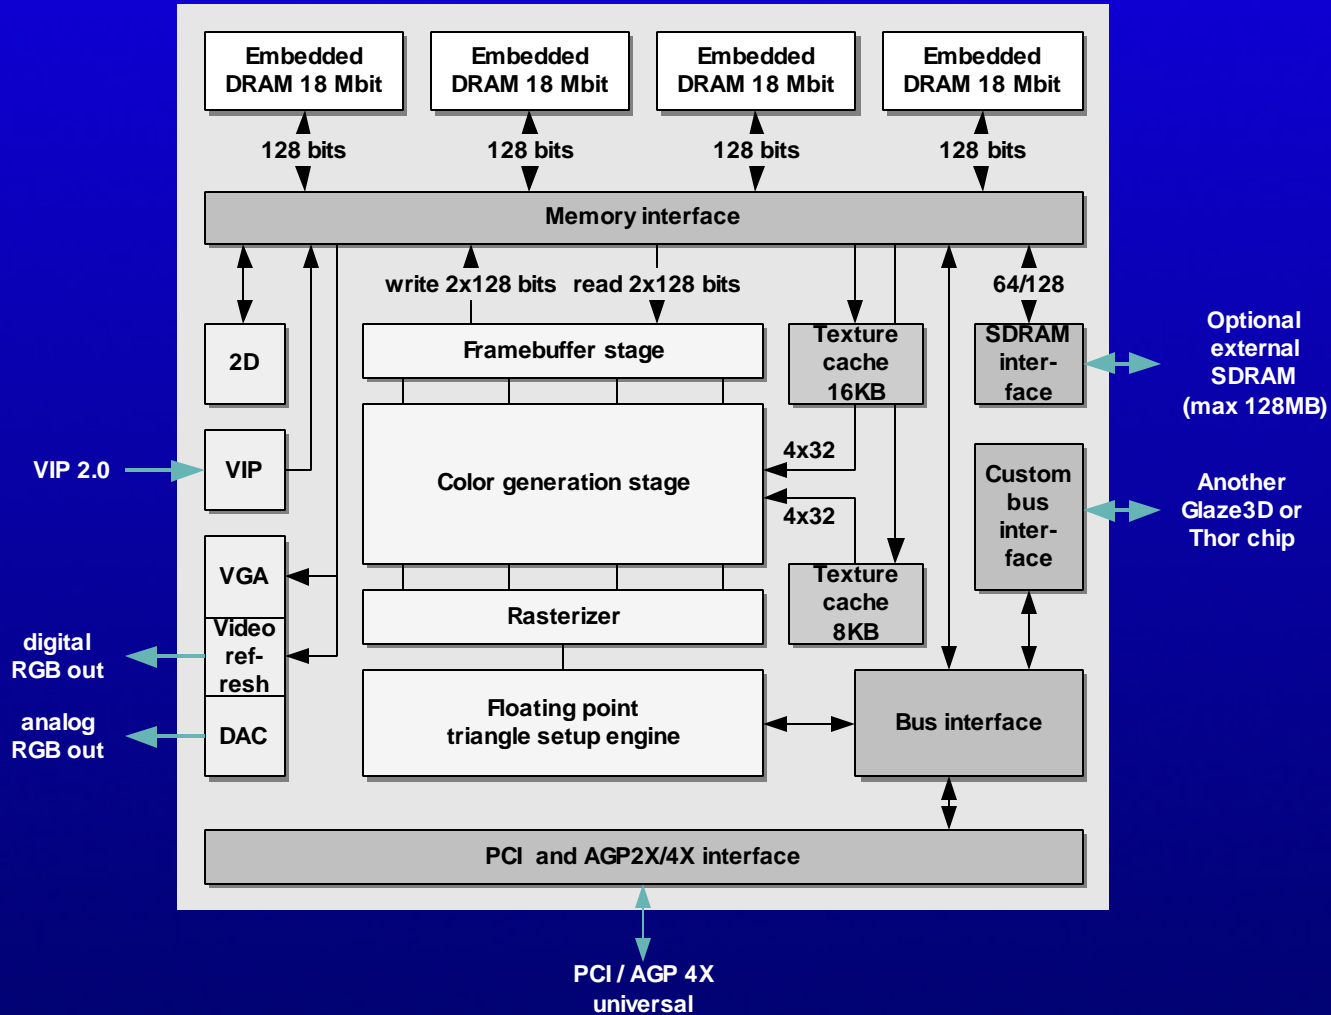 Embedded
DRAM 18 Mbit
Embedded
DRAM 18 Mbit
Embedded
DRAM 18 Mbit
Embedded
DRAM 18 Mbit
128 bits
128 bits
128 bits
128 bits
Memory interface
write 2x128 bits
read 2x128 bits
64/128
2D
Framebuffer stage
Texture
cache
16KB
SDRAM
inter-
face
Optional
external
SDRAM
(max 128MB)
VIP 2.0
VIP
Color generation stage
4x32
4x32
Custom
bus
inter-
face
Another
Glaze3D or
Thor chip
VGA
Video
ref-
resh
DAC
digital
RGB out
analog
RGB out
Rasterizer
Texture
cache
8KB
Floating point
triangle setup engine
Bus interface
PCI and AGP2X/4X interface
PCI / AGP 4X
universal